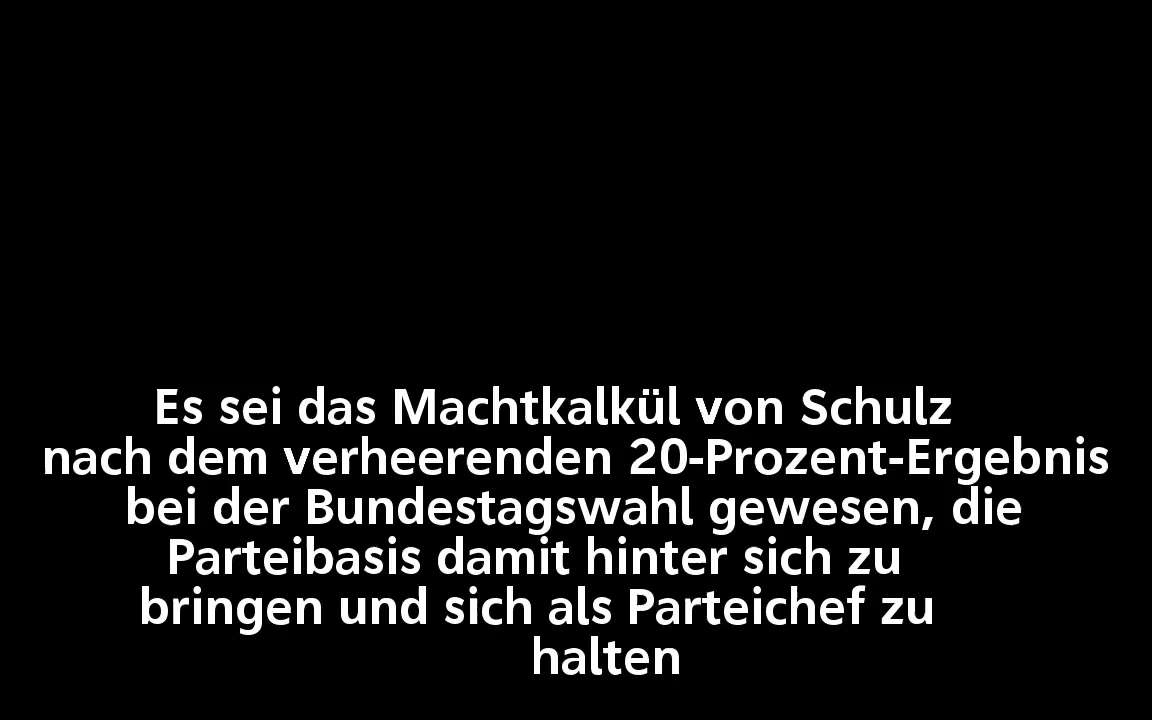 Es sei das Machtkalkül von Schulz
nach dem verheerenden 20-Prozent-Ergebnis
bei der Bundestagswahl gewesen, die
Parteibasis damit hinter sich zu
bringen und sich als Parteichef zu
halten